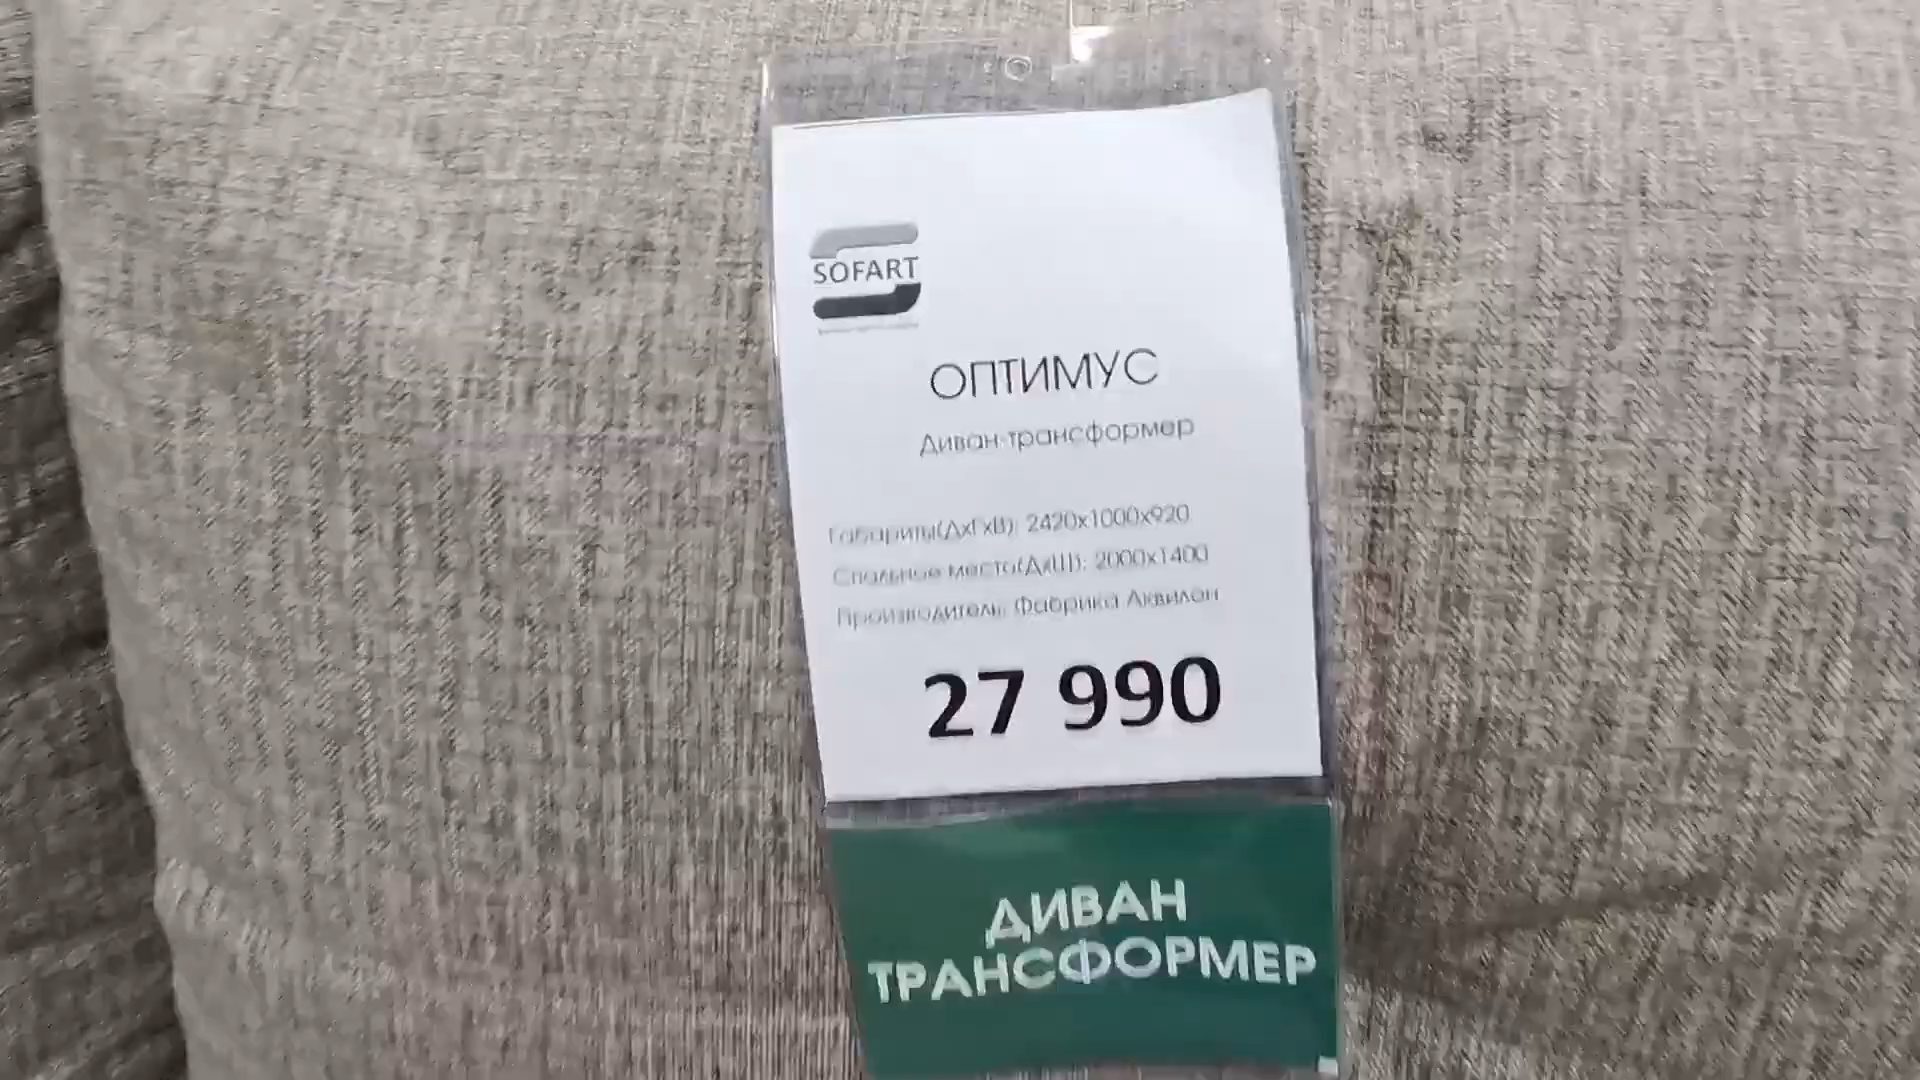 SOFART
ОПТИМУС
Диван-трансформер
Габариты(ДхГхВ): 2420х1000х920
Спальное место(ДхШ): 2000х1400
Производитель: Фабрика Аквилон
27 990
ДИВАН
ТРАНСФОРМЕР